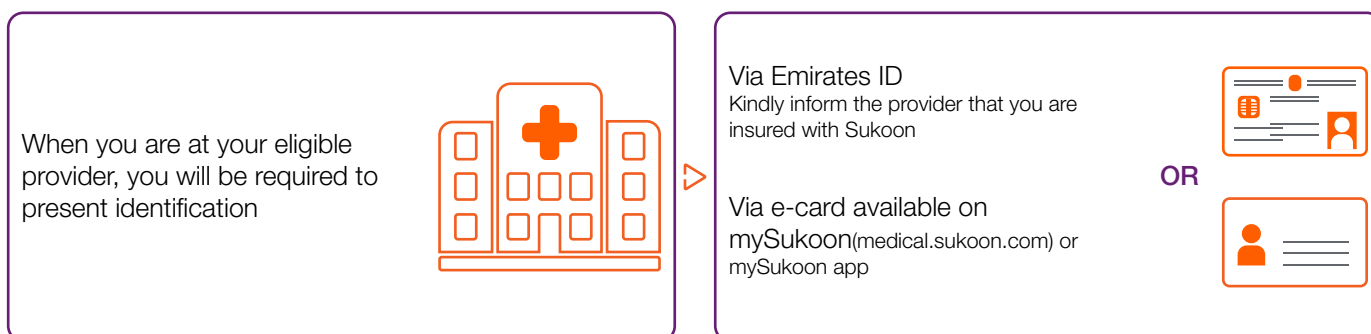 When you are at your eligible
provider, you will be required to
present identification
Via Emirates ID
Kindly inform the provider that you are
insured with Sukoon
OR
Via e-card available on
mySukoon(medical.sukoon.com) or
mySukoon app